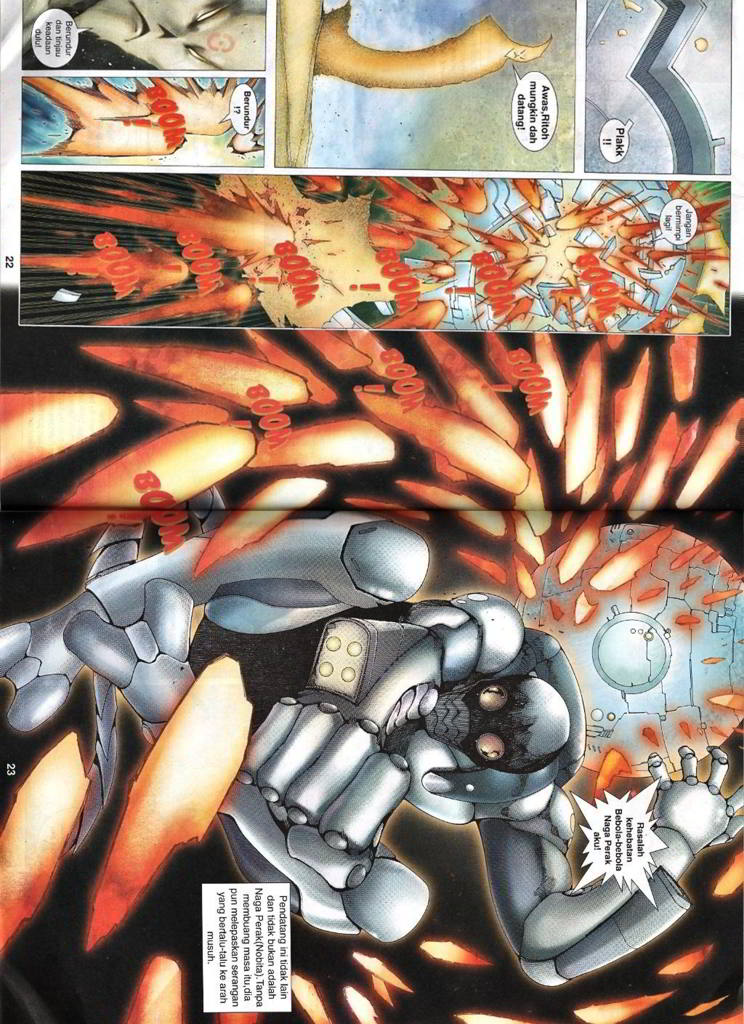 Plakk
!!
Awas,Ritoh
mungkin dah
datang!
Berundur
dan tinjau
keadaan
dulu!
Berundur
!?
BOOM!
Jangan
bermimpi
lagi!
BOOM
BOOM!
BOOM!
BOOM!
BOOM!
BOOM!
22
BOOM!
BOOM!
BOOM!
BOOM!
Rasalah
kehebatan
Bebola-bebola
Naga Perak
aku!
Pendatang ini tidak lain
dan tidak bukan adalah
Naga Perak(Nobita).Tanpa
membuang masa itu,dia
pun melepaskan serangan
yang bertalu-talu ke arah
musuh.
23